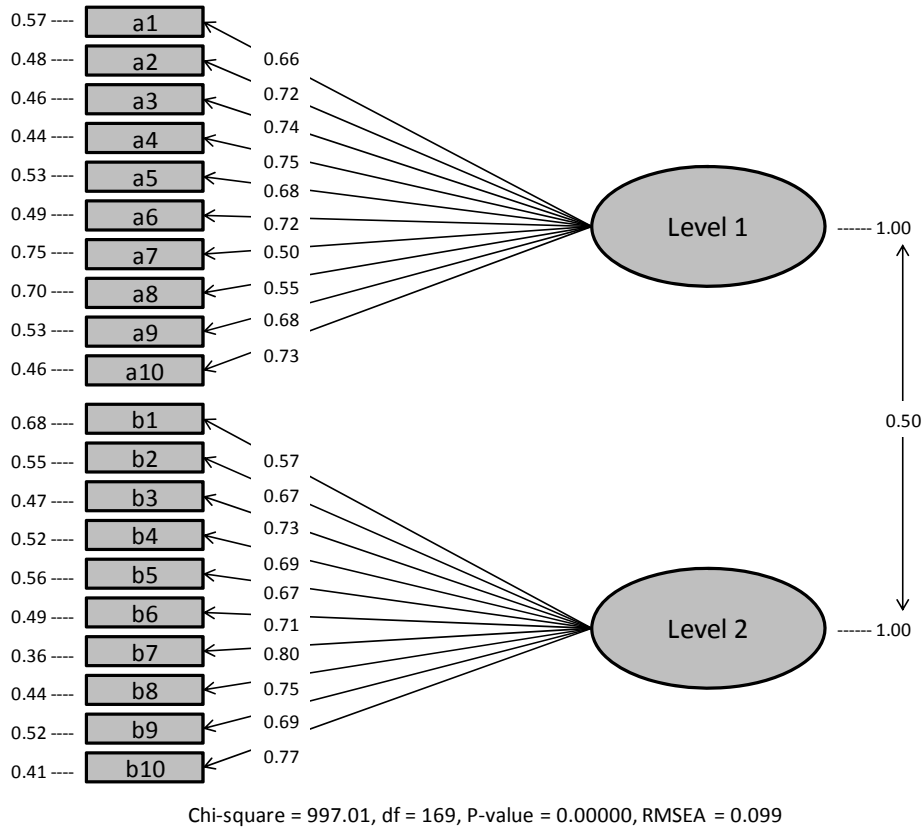 0.57 ---- a1
0.66
0.48 ---- a2
0.72
0.46 ---- a3
0.74
0.44 ---- a4
0.75
0.53 ---- a5
0.68
0.49 ---- a6
0.72
0.75 ---- a7
0.50
0.70 ---- a8
0.55
0.53 ---- a9
0.68
0.46 ---- a10
0.73
Level 1 ------ 1.00
0.50
0.68 ---- b1
0.57
0.55 ---- b2
0.67
0.47 ---- b3
0.73
0.52 ---- b4
0.69
0.56 ---- b5
0.67
0.49 ---- b6
0.71
0.36 ---- b7
0.80
0.44 ---- b8
0.75
0.52 ---- b9
0.69
0.41 ---- b10
0.77
Level 2 ------ 1.00
Chi-square = 997.01, df = 169, P-value = 0.00000, RMSEA = 0.099